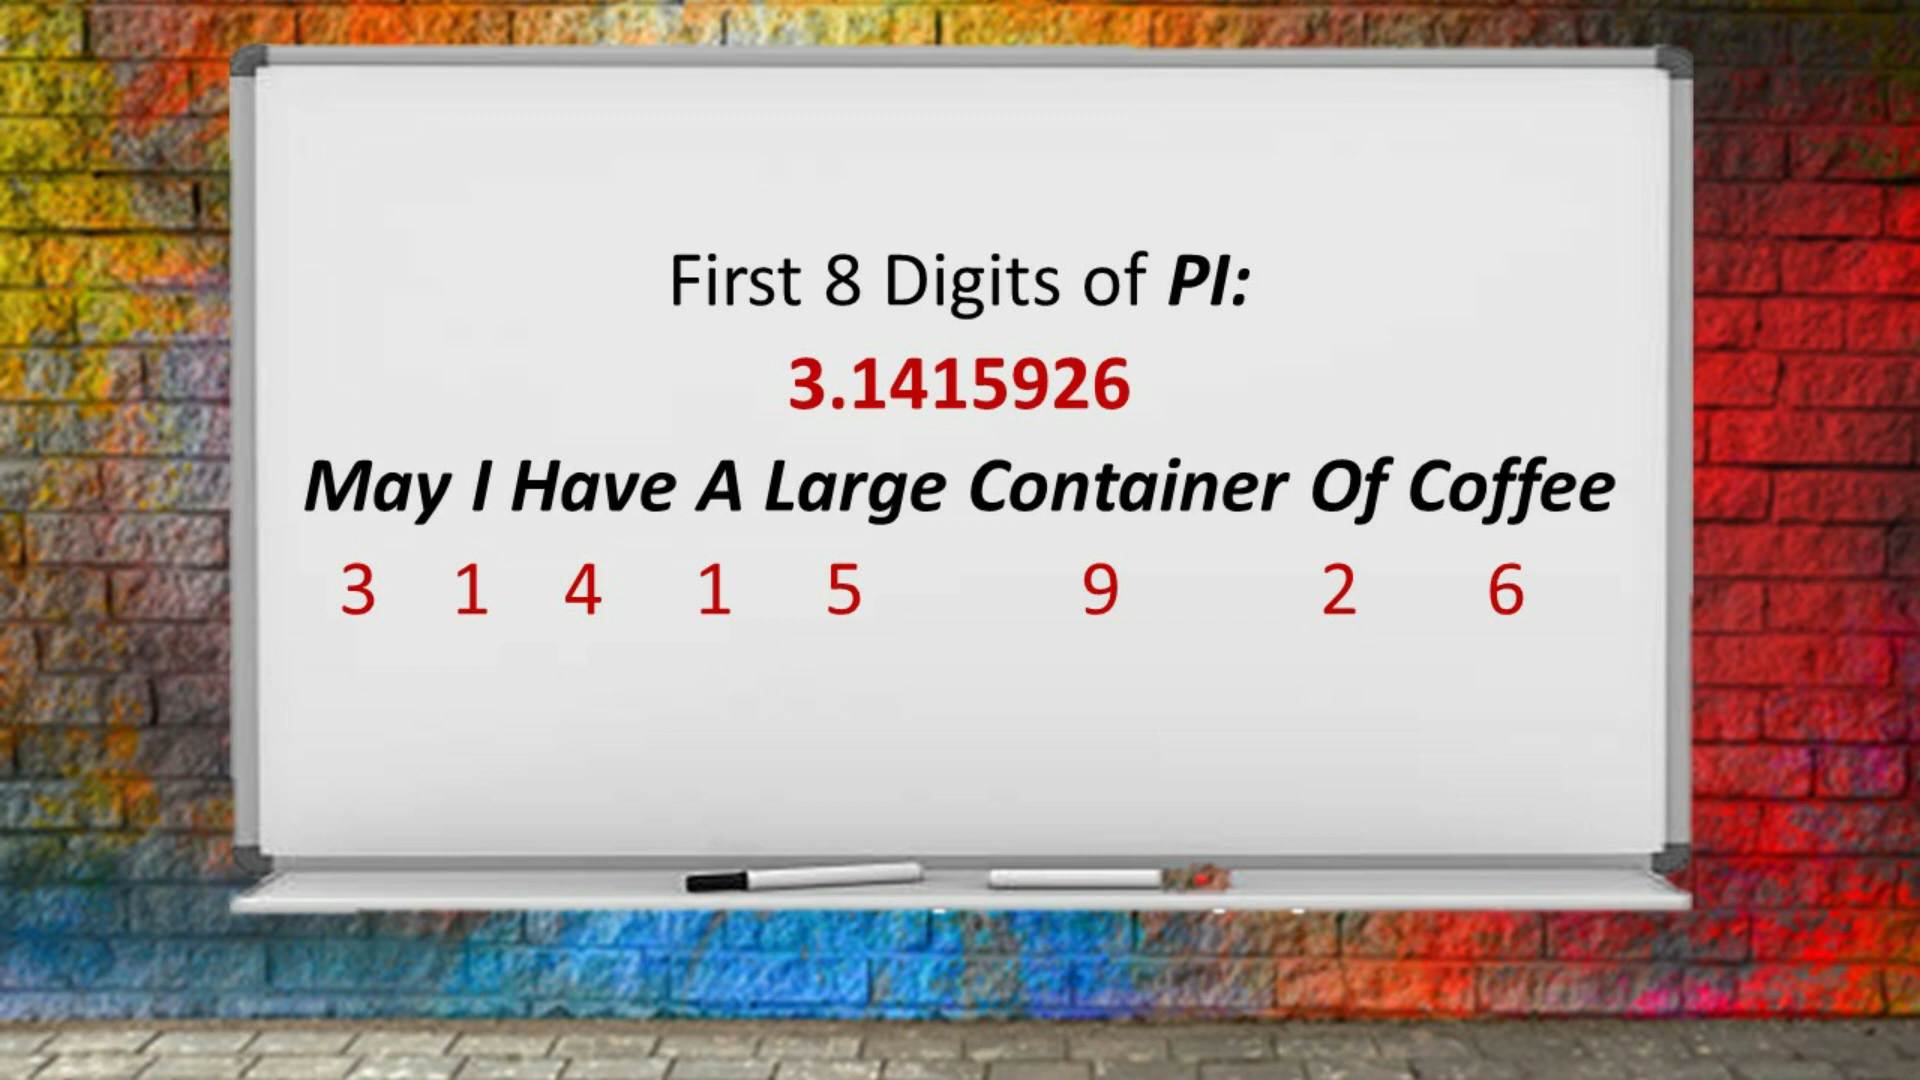 First 8 Digits of PI:
3.1415926
May I Have A Large Container Of Coffee
3 1 4 1 5 9 2 6